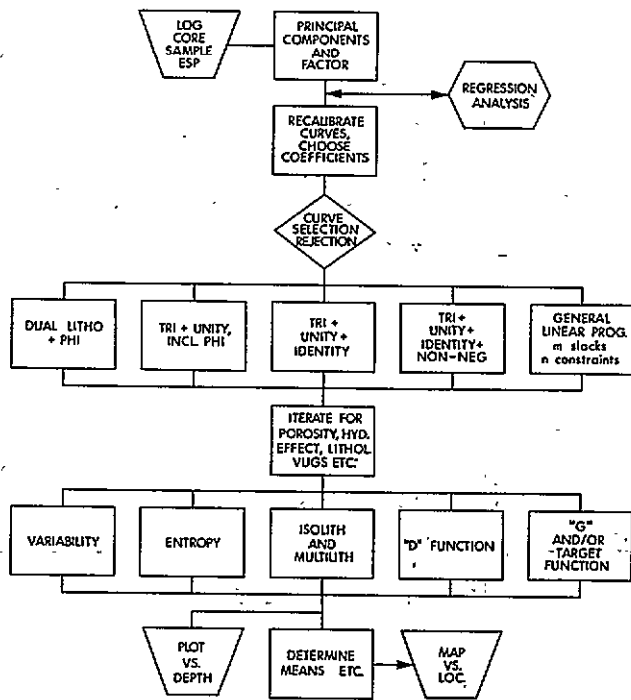 LOG
CORE
SAMPLE
ESP
PRINCIPAL
COMPONENTS
AND
FACTOR
REGRESSION
ANALYSIS
RECALIBRATE
CURVES,
CHOOSE
COEFFICIENTS
CURVE
SELECTION
REJECTION
DUAL LITHO
+ PHI
TRI + UNITY,
INCL. PHI
TRI +
UNITY +
IDENTITY
TRI +
UNITY +
IDENTITY +
NON-NEG
GENERAL
LINEAR PROG.
m slacks
n constraints
ITERATE FOR
POROSITY, HYD.
EFFECT, LITHOL.
VUGS ETC.
VARIABILITY
ENTROPY
ISOLITH
AND
MULTILITH
"D" FUNCTION
"G"
AND/OR
TARGET
FUNCTION
PLOT
VS.
DEPTH
DETERMINE
MEANS ETC.
MAP
VS.
LOC.